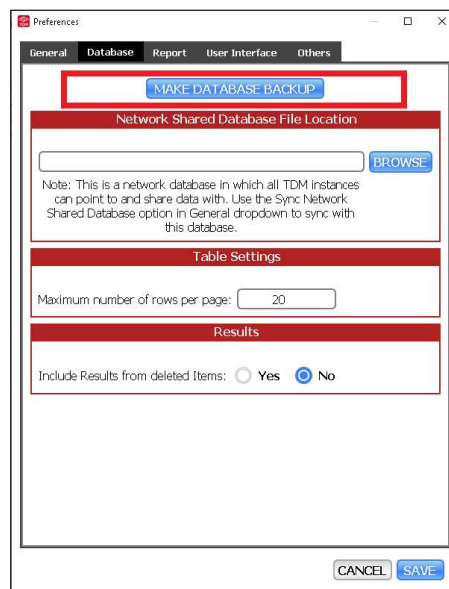 TDM
Preferences
General Database Report User Interface Others
MAKE DATABASE BACKUP
Network Shared Database File Location
BROWSE
Note: This is a network database in which all TDM instances
can point to and share data with. Use the Sync Network
Shared Database option in General dropdown to sync with
this database.
Table Settings
Maximum number of rows per page: 20
Results
Include Results from deleted Items: Yes No
CANCEL SAVE